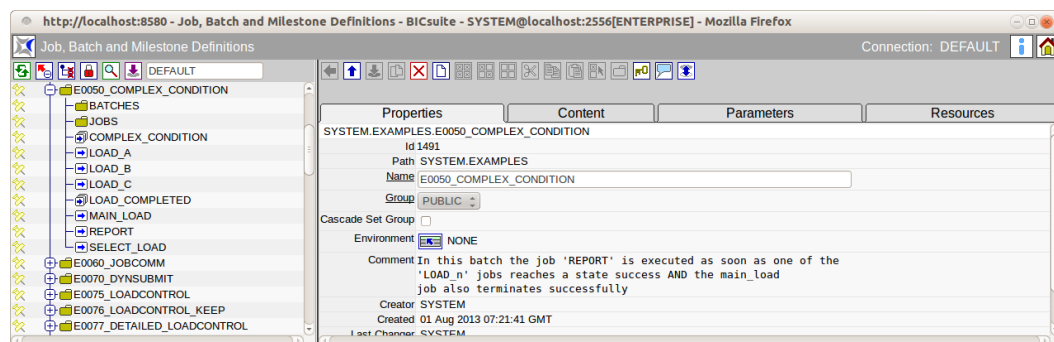 http://localhost:8580 - Job, Batch and Milestone Definitions - BICsuite - SYSTEM@localhost:2556[ENTERPRISE] - Mozilla Firefox
Job, Batch and Milestone Definitions
Connection: DEFAULT
DEFAULT
E0050_COMPLEX_CONDITION
BATCHES
JOBS
COMPLEX_CONDITION
LOAD_A
LOAD_B
LOAD_C
LOAD_COMPLETED
MAIN_LOAD
REPORT
SELECT_LOAD
E0060_JOBCOMM
E0070_DYNSUBMIT
E0075_LOADCONTROL
E0076_LOADCONTROL_KEEP
E0077_DETAILED_LOADCONTROL
Properties Content Parameters Resources
SYSTEM.EXAMPLES.E0050_COMPLEX_CONDITION
Id 1491
Path SYSTEM.EXAMPLES
Name E0050_COMPLEX_CONDITION
Group PUBLIC
Cascade Set Group
Environment NONE
Comment In this batch the job 'REPORT' is executed as soon as one of the
'LOAD_n' jobs reaches a state success AND the main_load
job also terminates successfully
Creator SYSTEM
Created 01 Aug 2013 07:21:41 GMT
Last Changer SYSTEM